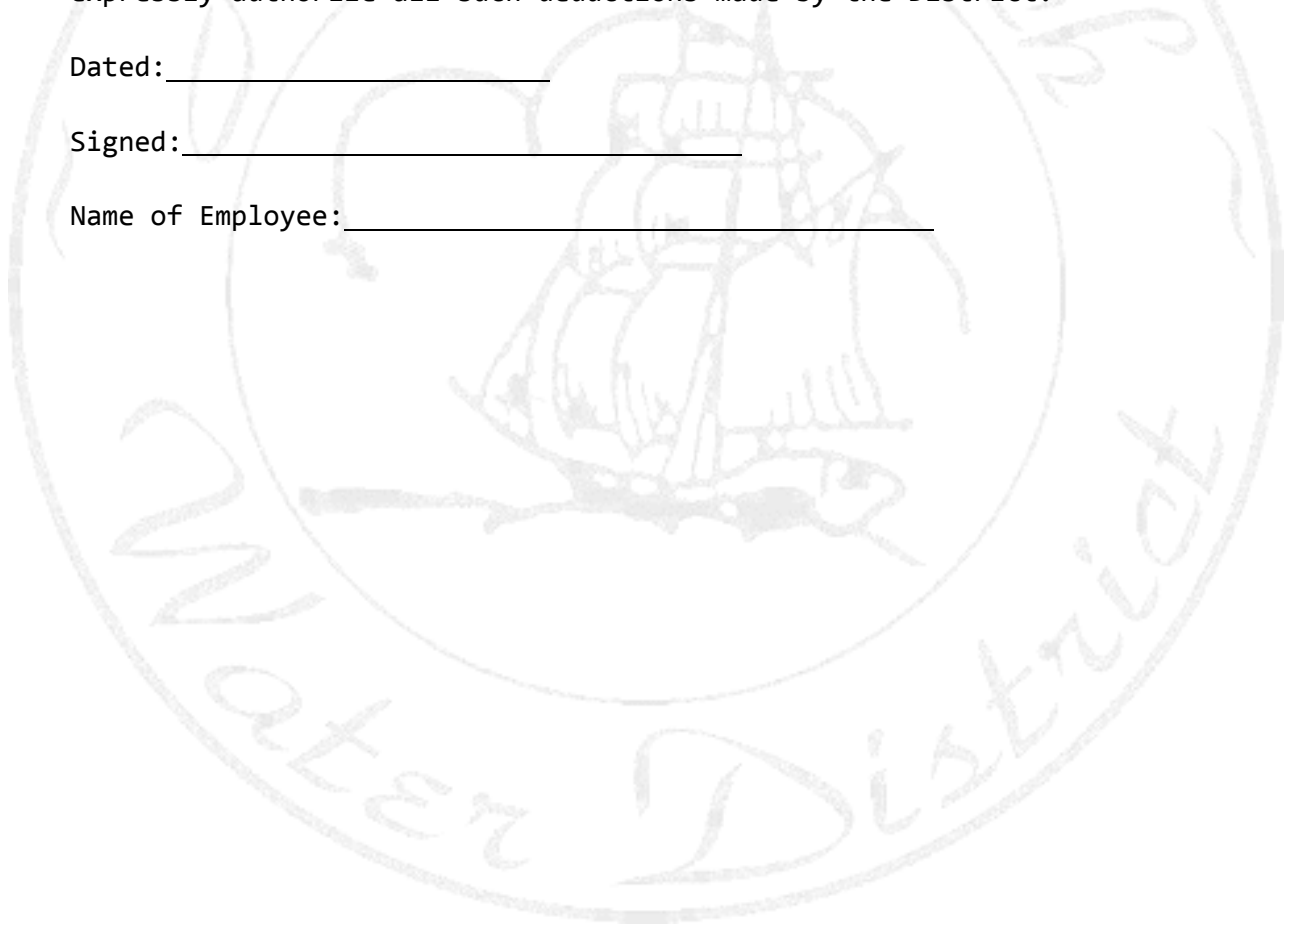 expressly authorize all such deductions made by the District.
Dated:
Signed:
Name of Employee:
Water District